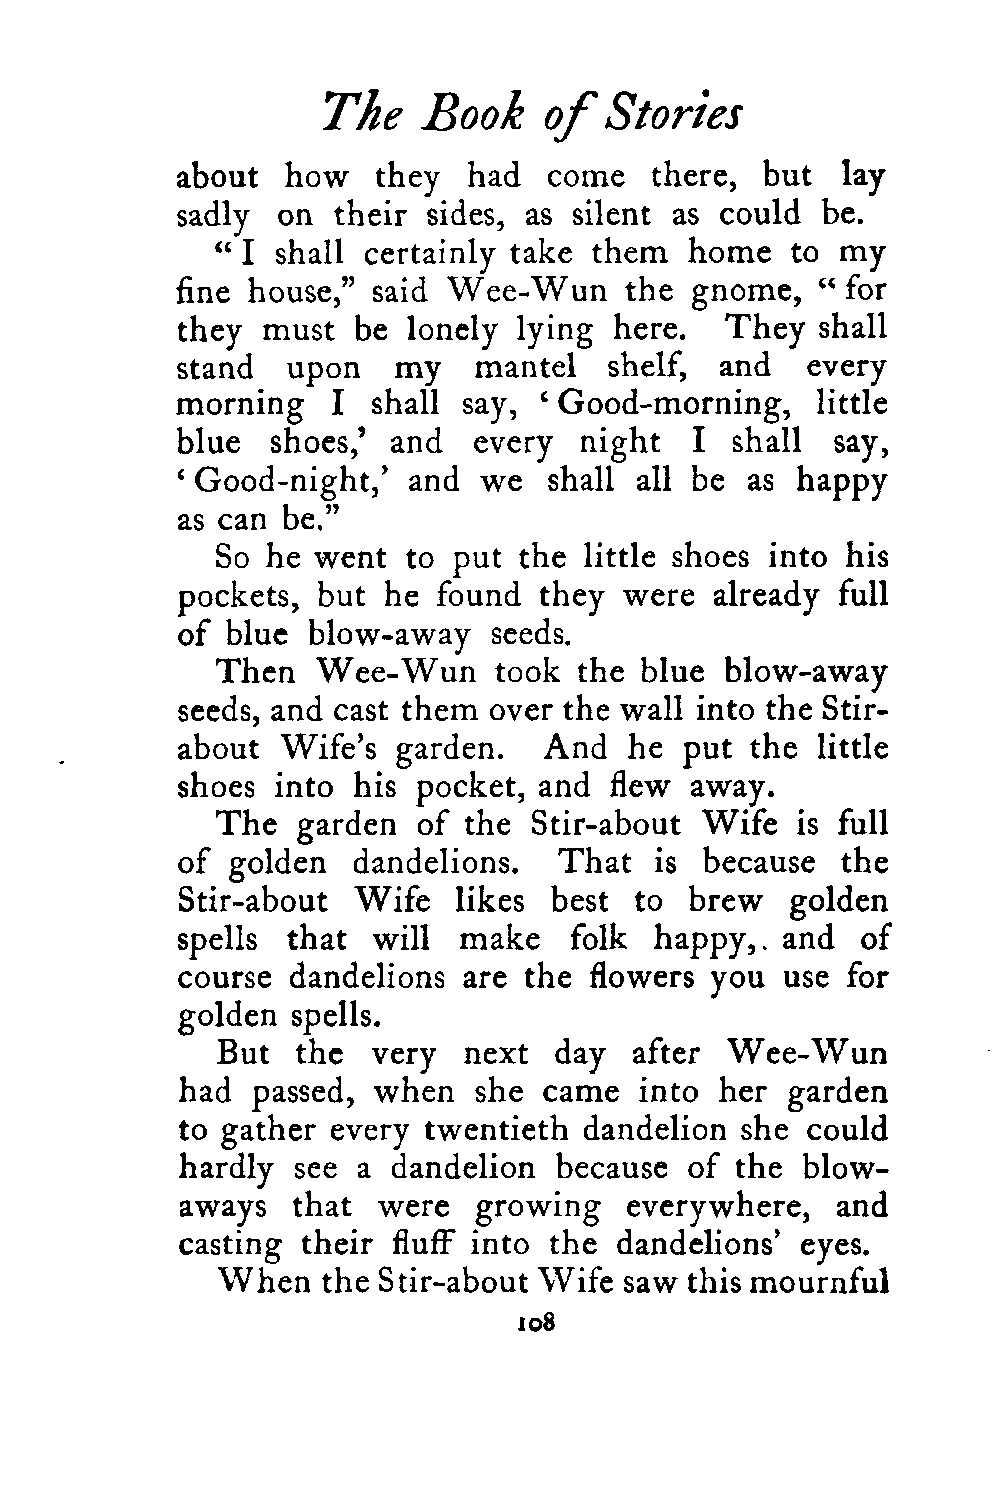 The Book of Stories
about how they had come there, but lay
sadly on their sides, as silent as could be.
“ I shall certainly take them home to my
fine house,” said Wee-Wun the gnome, “ for
they must be lonely lying here. They shall
stand upon my mantel shelf, and every
morning I shall say, ‘ Good-morning, little
blue shoes,’ and every night I shall say,
‘ Good-night,’ and we shall all be as happy
as can be.”
So he went to put the little shoes into his
pockets, but he found they were already full
of blue blow-away seeds.
Then Wee-Wun took the blue blow-away
seeds, and cast them over the wall into the Stir-
about Wife’s garden. And he put the little
shoes into his pocket, and flew away.
The garden of the Stir-about Wife is full
of golden dandelions. That is because the
Stir-about Wife likes best to brew golden
spells that will make folk happy,. and of
course dandelions are the flowers you use for
golden spells.
But the very next day after Wee-Wun
had passed, when she came into her garden
to gather every twentieth dandelion she could
hardly see a dandelion because of the blow-
aways that were growing everywhere, and
casting their fluff into the dandelions’ eyes.
When the Stir-about Wife saw this mournful
108